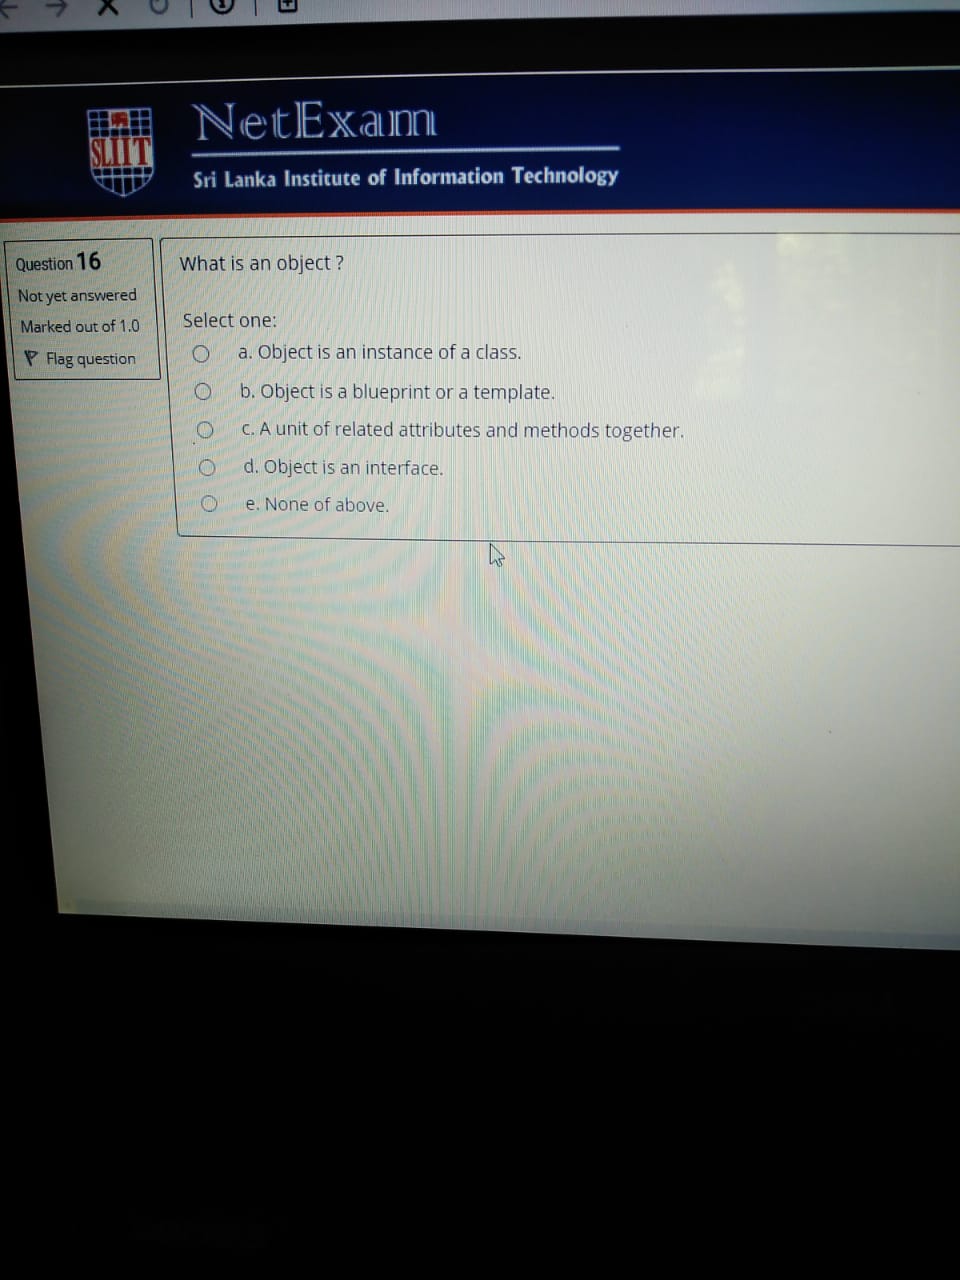 NetExam
SLIIT
Sri Lanka Institute of Information Technology
Question 16
Not yet answered
Marked out of 1.0
Flag question
What is an object ?
Select one:
a. Object is an instance of a class.
b. Object is a blueprint or a template.
c. A unit of related attributes and methods together.
d. Object is an interface.
e. None of above.